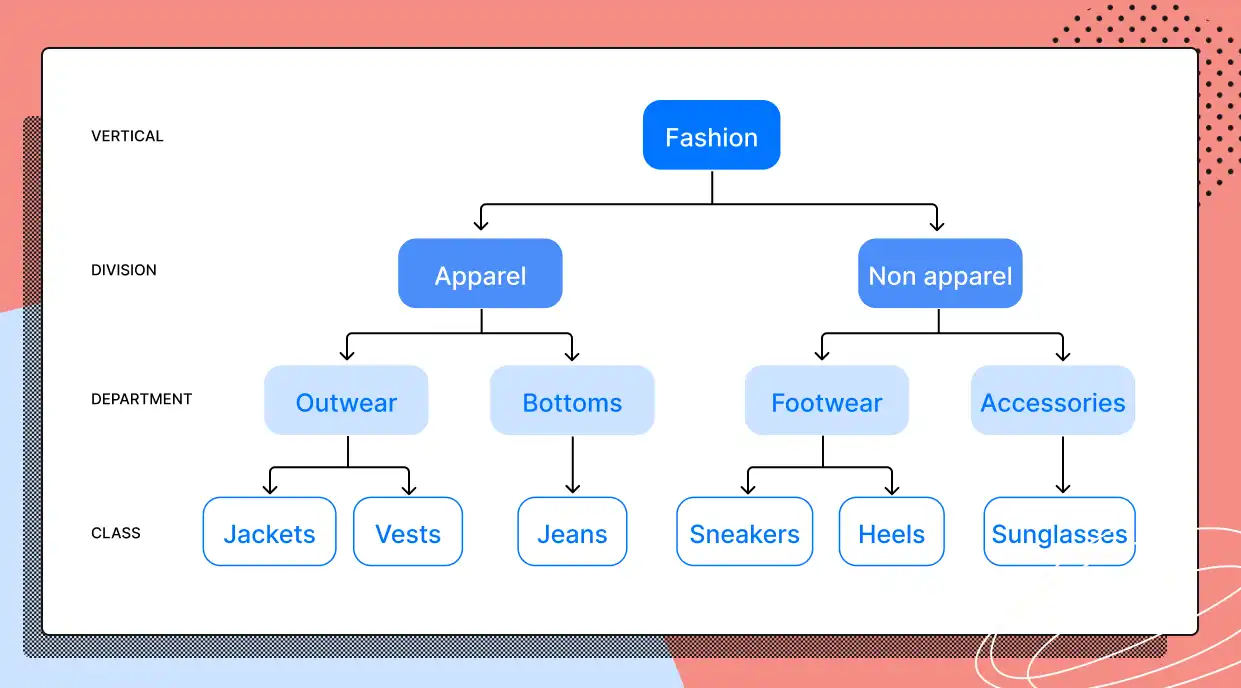 VERTICAL
Fashion
DIVISION
Apparel
Non apparel
DEPARTMENT
Outwear
Bottoms
Footwear
Accessories
CLASS
Jackets
Vests
Jeans
Sneakers
Heels
Sunglasses